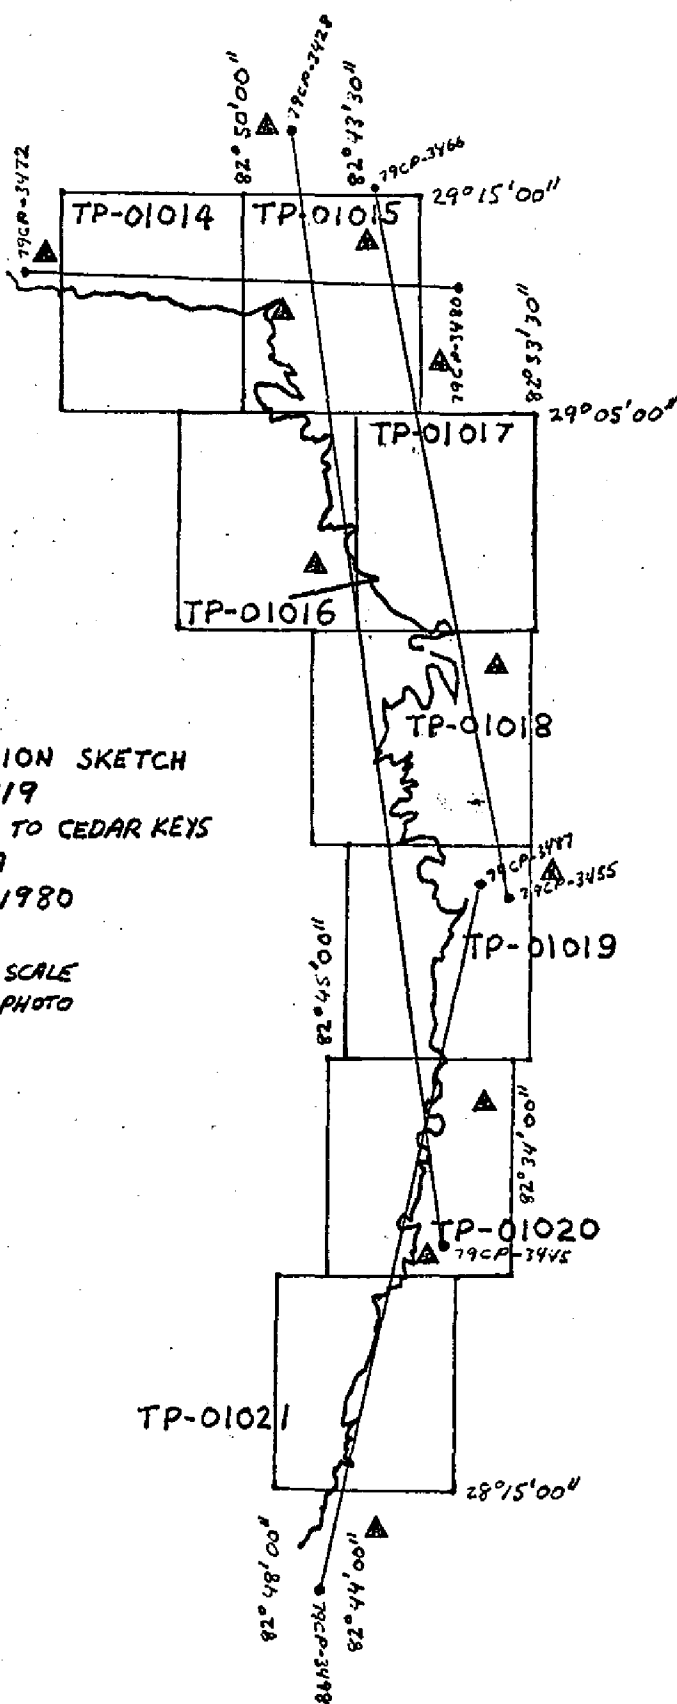 79CP-3428
82°50'00"
82°43'30"
79CP-3466
79CP-3472
29°15'00"
TP-01014
TP-01015
79CP-3480
82°33'30"
29°05'00"
TP-01017
TP-01016
TP-01018
ION SKETCH
119
TO CEDAR KEYS
1980
SCALE
PHOTO
79CP-3487
79CP-3455
82°45'00"
TP-01019
82°34'00"
TP-01020
79CP-3445
TP-01021
28°15'00"
82°48'00"
82°44'00"
79CP-3498